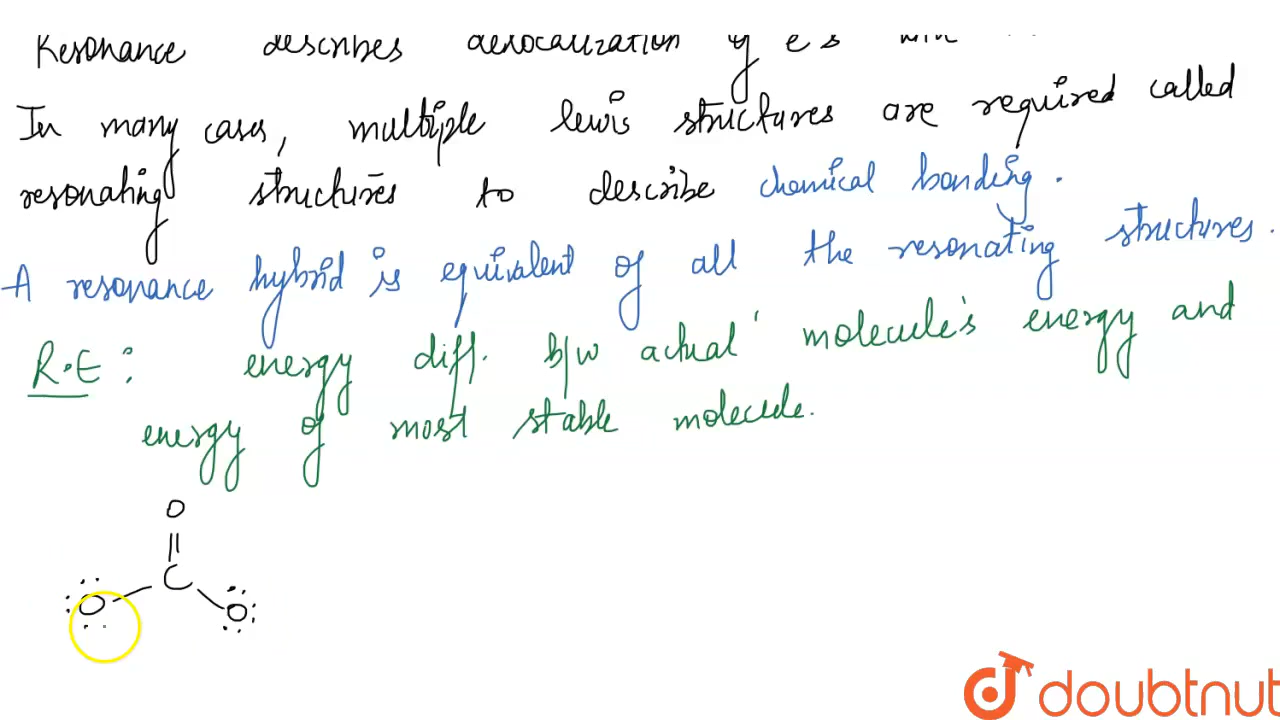 Resonance describes delocalization of e's
In many cases, multiple lewis structures are required called
resonating structures to describe chemical bonding.
A resonance hybrid is equivalent of all the resonating structures.
R.E: energy diff. b/w actual molecule's energy and
energy of most stable molecule.
O
C
O O
doubtnut